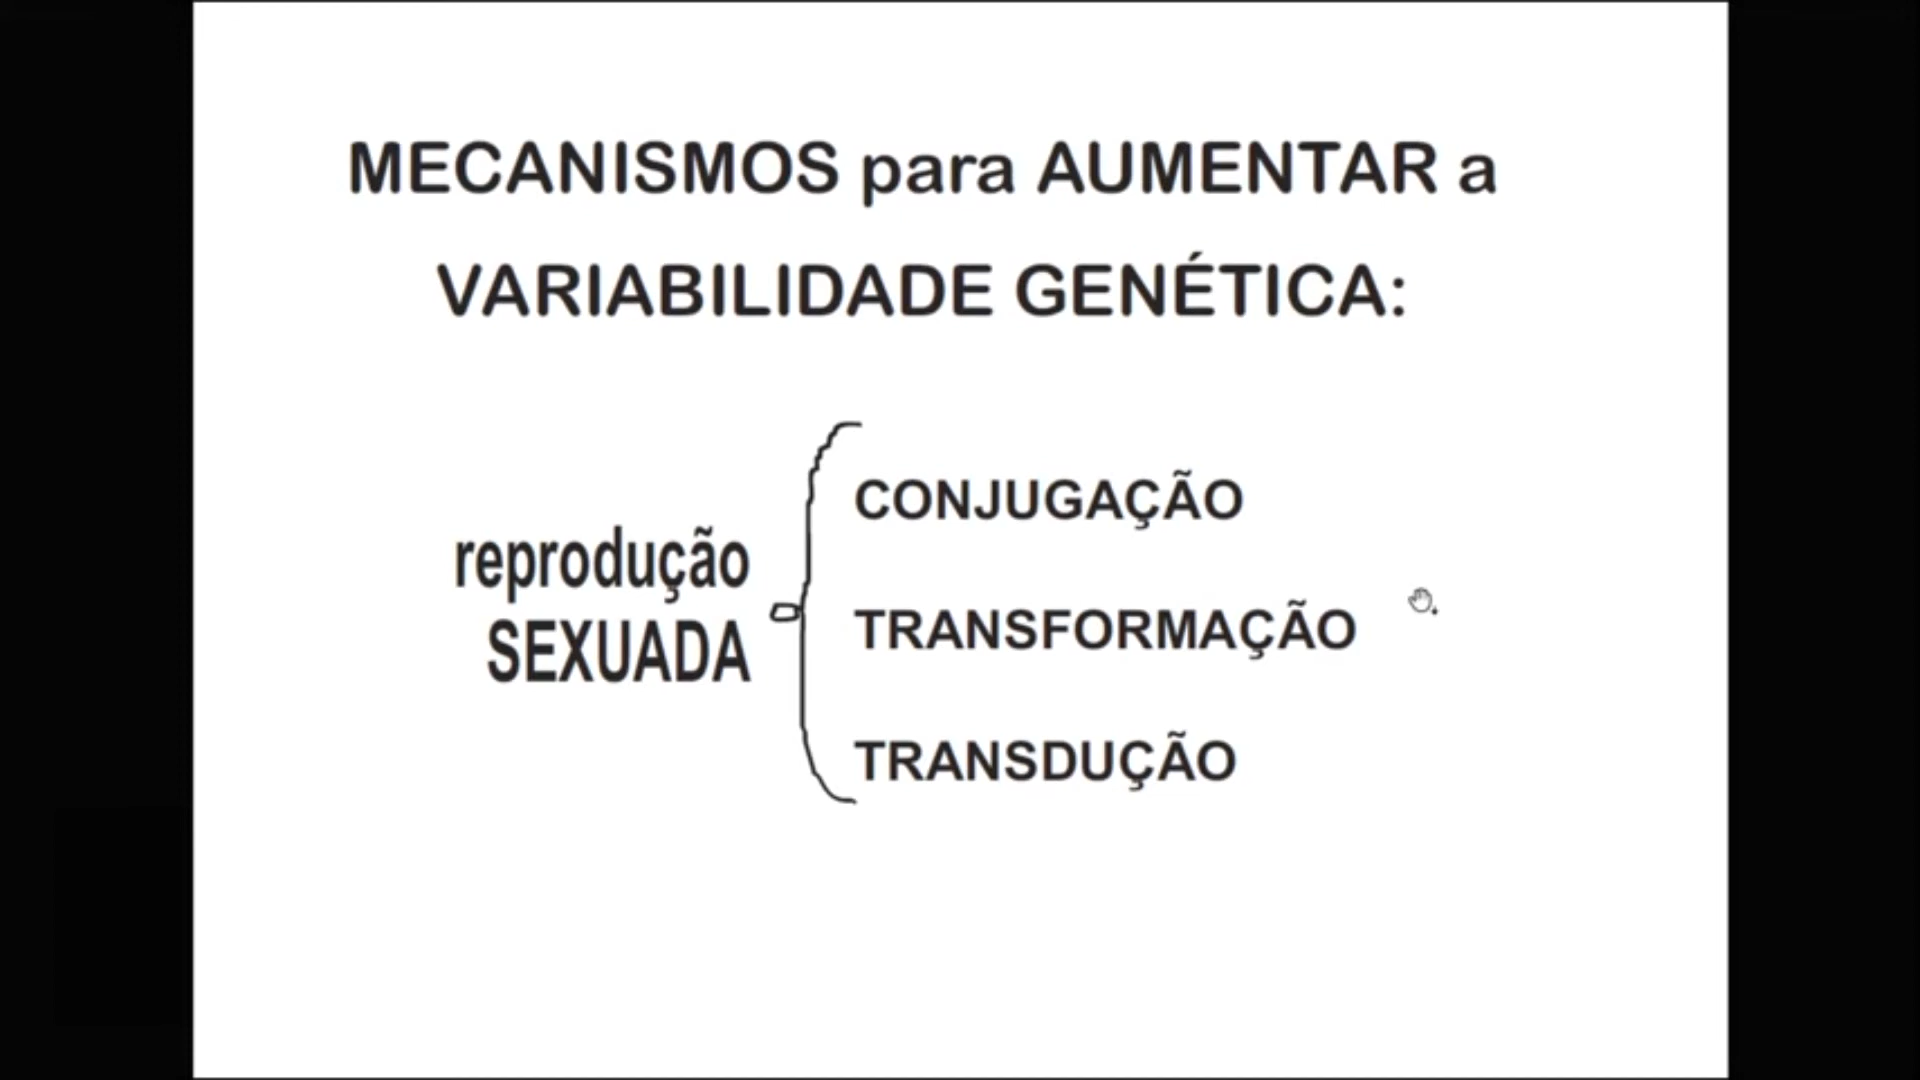 MECANISMOS para AUMENTAR a
VARIABILIDADE GENÉTICA:
reprodução
SEXUADA
CONJUGAÇÃO
TRANSFORMAÇÃO
TRANSDUÇÃO